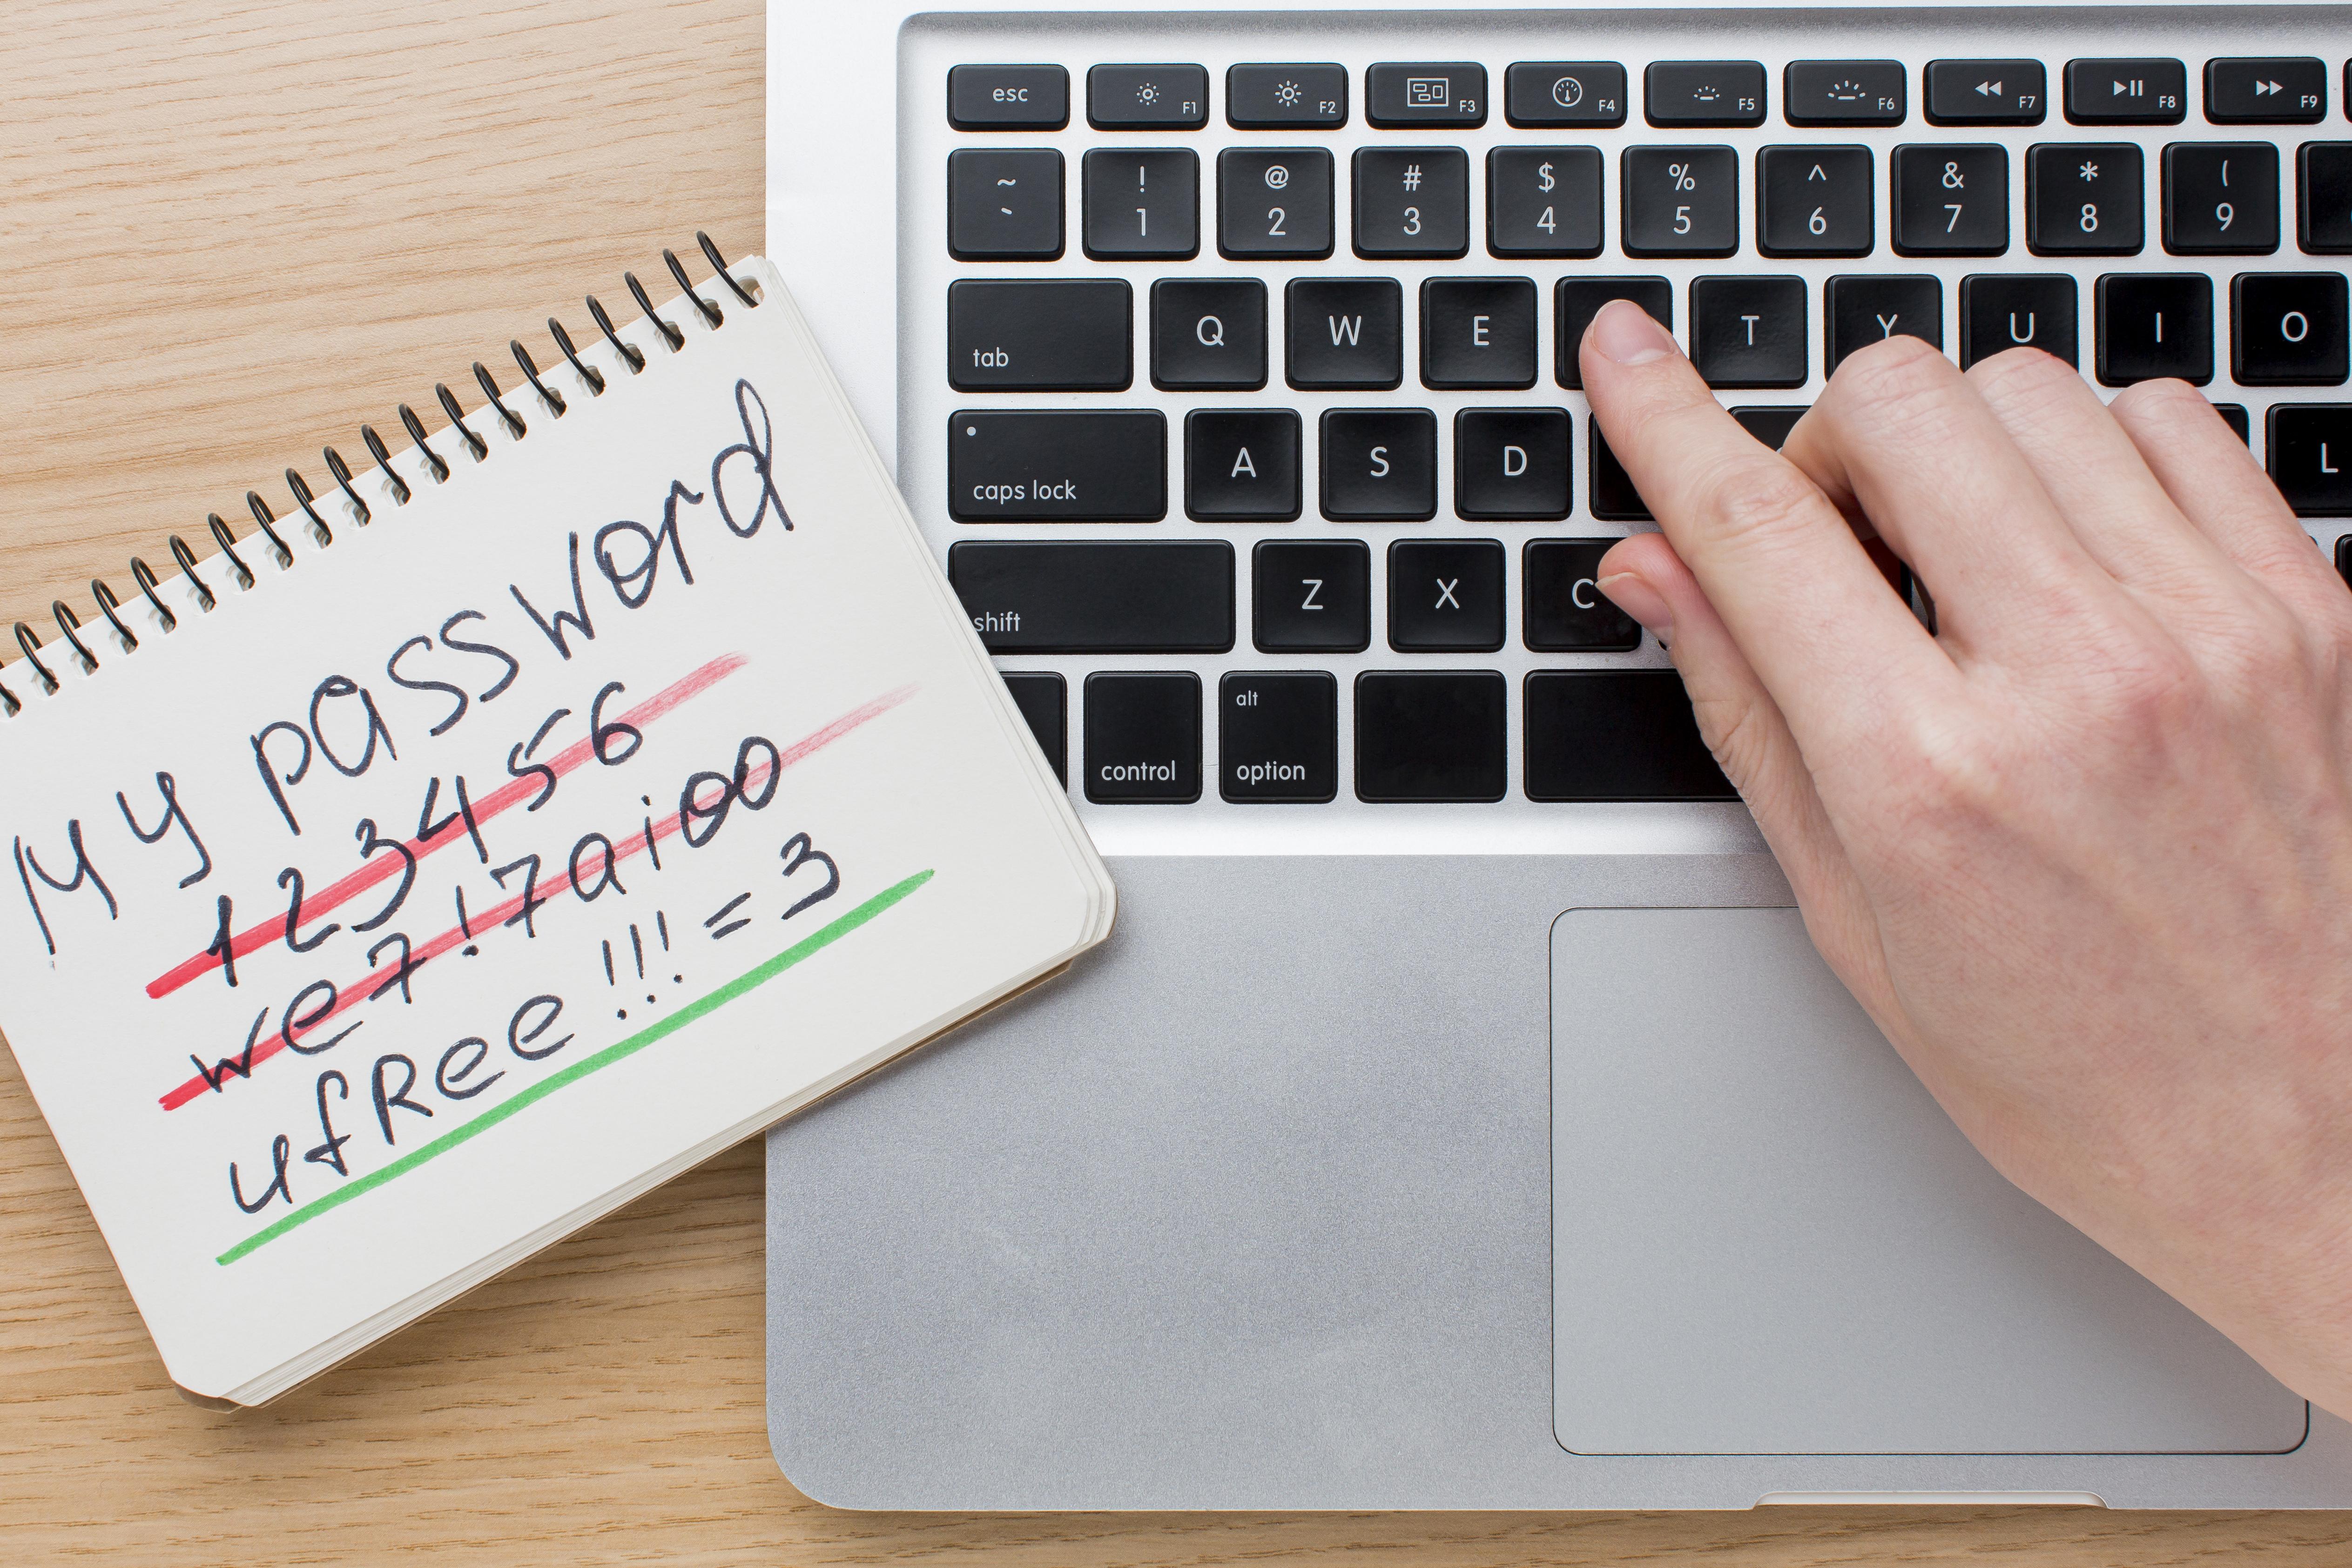 My password
123456
we7!7aioo
ufRee!!!=3
esc F1 F2 F3 F4 F5 F6 F7 F8 F9
~ ` ! 1 @ 2 # 3 $ 4 % 5 ^ 6 & 7 * 8 ( 9
tab Q W E T Y U I O
caps lock A S D L
shift Z X C
control alt option